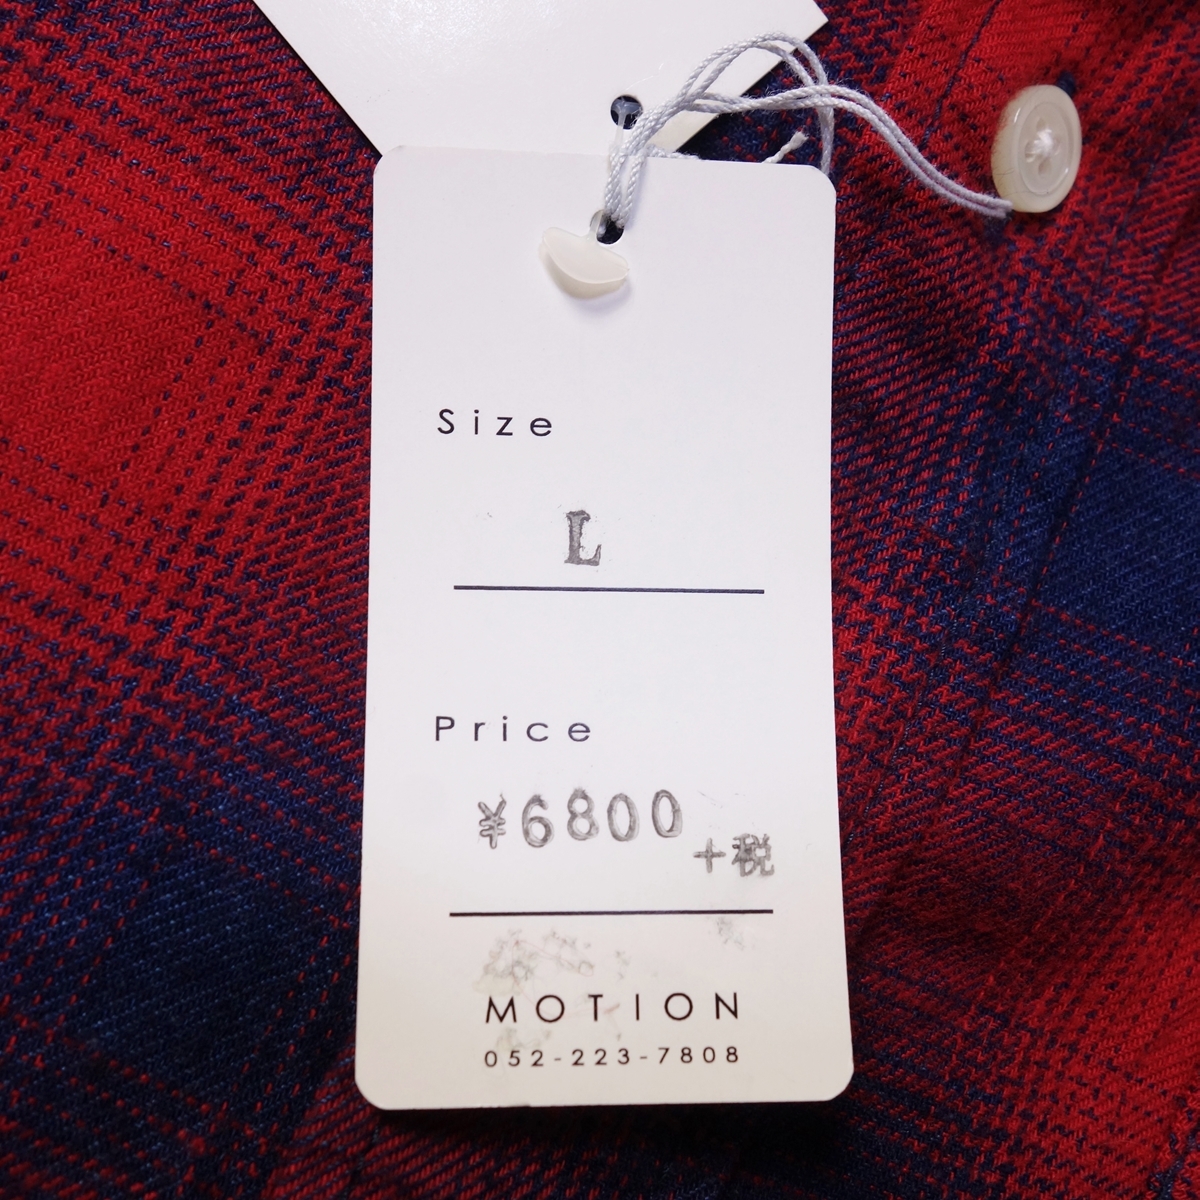 Size
L
Price
¥6800
+税
MOTION
052-223-7808